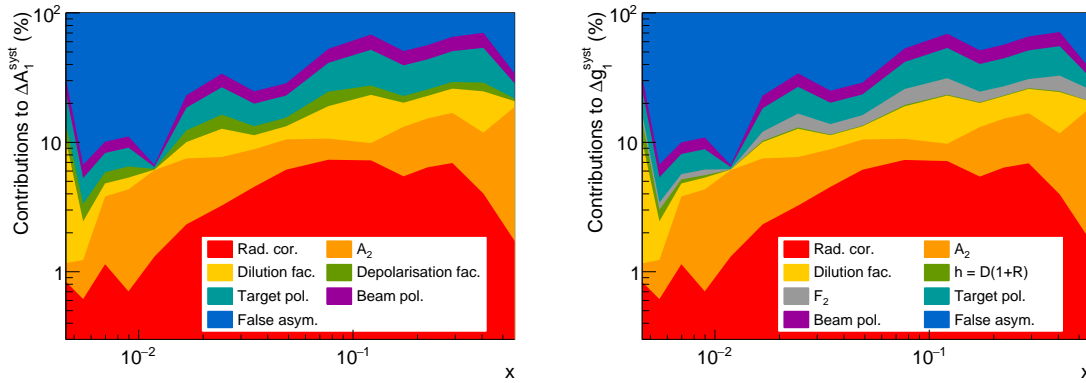 Contributions to ΔA₁^syst (%)
10²
10
1
10⁻²
10⁻¹
x
Rad. cor.
A₂
Dilution fac.
Depolarisation fac.
Target pol.
Beam pol.
False asym.
Contributions to Δg₁^syst (%)
10²
10
1
10⁻²
10⁻¹
x
Rad. cor.
A₂
Dilution fac.
h = D(1+R)
F₂
Target pol.
Beam pol.
False asym.